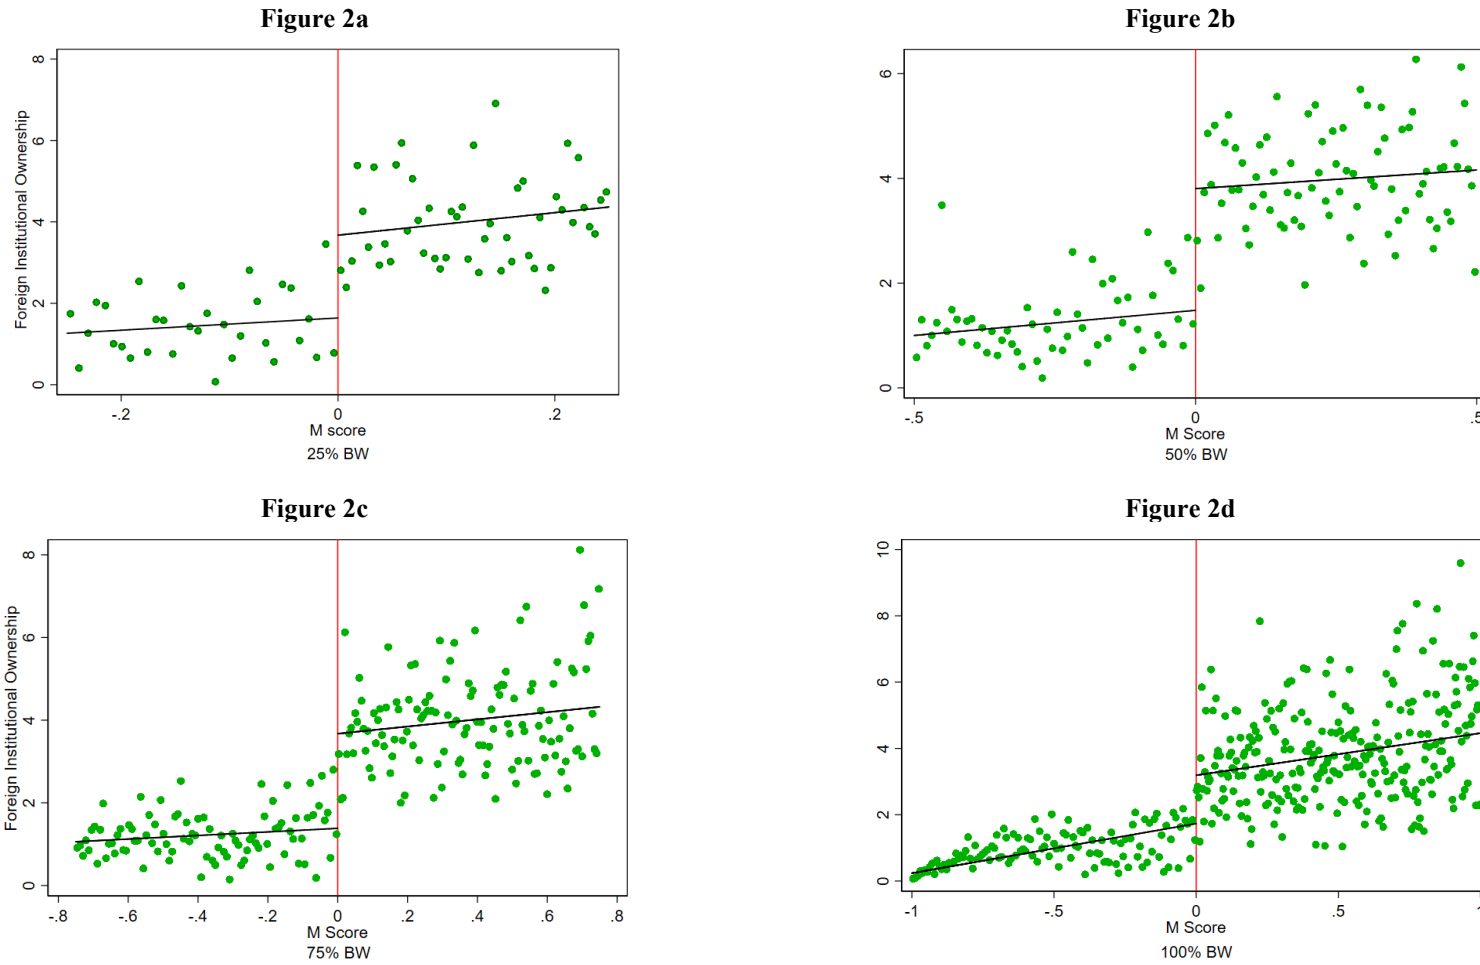 Figure 2a
Foreign Institutional Ownership
8
6
4
2
0
-.2
0
.2
M score
25% BW
Figure 2b
6
4
2
0
-.5
0
.5
M Score
50% BW
Figure 2c
Foreign Institutional Ownership
8
6
4
2
0
-.8
-.6
-.4
-.2
0
.2
.4
.6
.8
M Score
75% BW
Figure 2d
10
8
6
4
2
0
-1
-.5
0
.5
1
M Score
100% BW